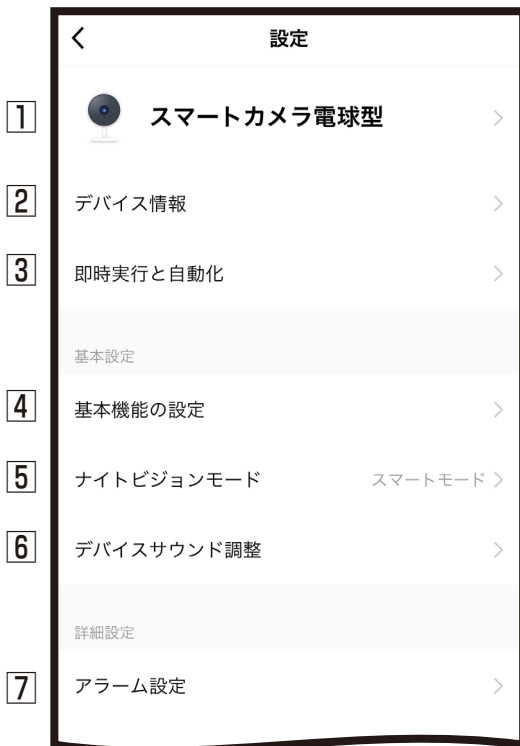 設定
1 スマートカメラ電球型
2 デバイス情報
3 即時実行と自動化
基本設定
4 基本機能の設定
5 ナイトビジョンモード スマートモード
6 デバイスサウンド調整
詳細設定
7 アラーム設定